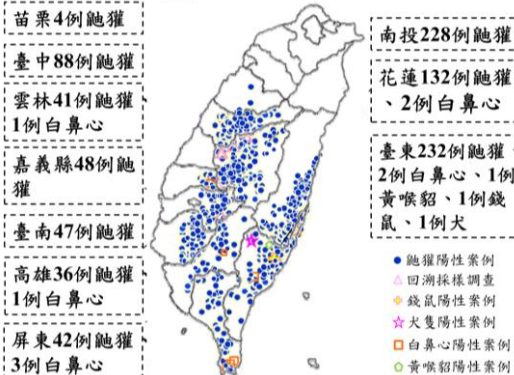 苗栗4例鼬獾
臺中88例鼬獾
雲林41例鼬獾
1例白鼻心
嘉義縣48例鼬
獾
臺南47例鼬獾
高雄36例鼬獾
1例白鼻心
屏東42例鼬獾
3例白鼻心
南投228例鼬獾
花蓮132例鼬獾
、2例白鼻心
臺東232例鼬獾、
2例白鼻心、1例
黃喉貂、1例錢
鼠、1例犬
鼬獾陽性案例
回溯採樣調查
錢鼠陽性案例
犬隻陽性案例
白鼻心陽性案例
黃喉貂陽性案例